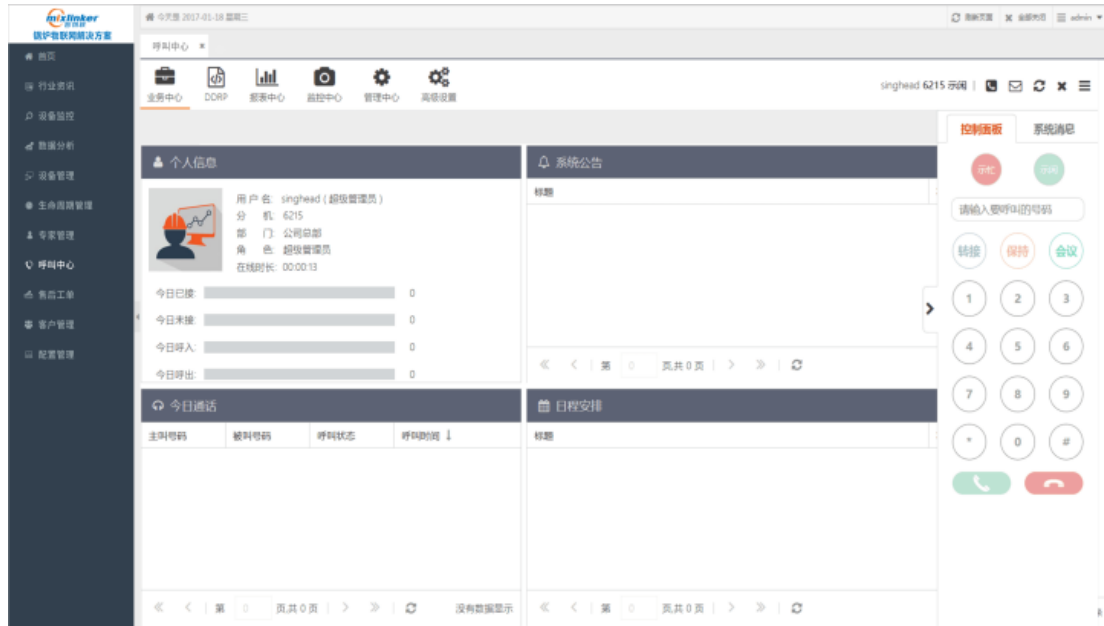 mixlinker
锅炉物联网解决方案
今天是 2017-01-18 星期三
刷新页面 全部关闭 admin
首页
行业资讯
设备监控
数据分析
设备管理
生命周期管理
专家管理
呼叫中心
售后工单
客户管理
配置管理
呼叫中心
业务中心 DDRP 报表中心 监控中心 管理中心 高级设置
singhead 6215 示闲
个人信息
用 户 名: singhead ( 超级管理员 )
分 机: 6215
部 门: 公司总部
角 色: 超级管理员
在线时长: 00:00:13
今日已接: 0
今日未接: 0
今日呼入: 0
今日呼出: 0
系统公告
标题
第 0 页,共 0 页
今日通话
主叫号码 被叫号码 呼叫状态 呼叫时间
第 0 页,共 0 页 没有数据显示
日程安排
标题
第 0 页,共 0 页
控制面板 系统消息
示忙 示闲
请输入要呼叫的号码
转接 保持 会议
1 2 3
4 5 6
7 8 9
* 0 #